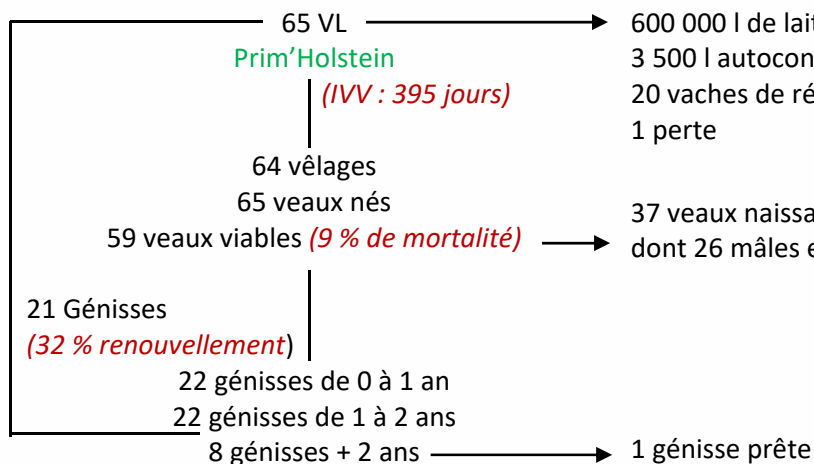 65 VL
Prim'Holstein
(IVV : 395 jours)
64 vêlages
65 veaux nés
59 veaux viables (9 % de mortalité)
21 Génisses
(32 % renouvellement)
22 génisses de 0 à 1 an
22 génisses de 1 à 2 ans
8 génisses + 2 ans
600 000 l de lait
3 500 l
20 vaches de
1 perte
37 veaux
dont 26 mâles
1 génisse prête